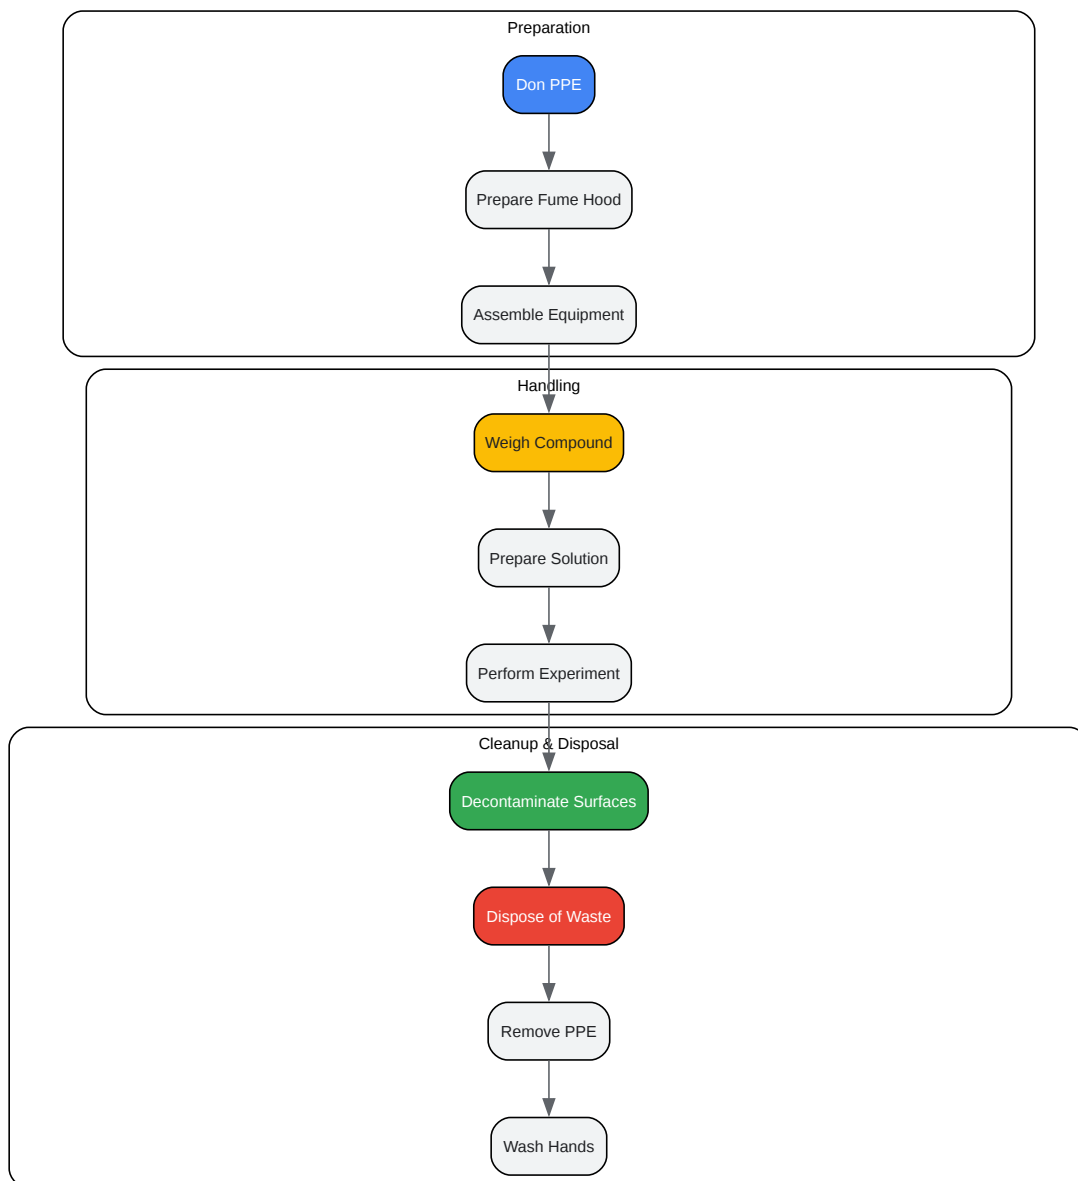 Preparation
Don PPE
Prepare Fume Hood
Assemble Equipment
Handling
Weigh Compound
Prepare Solution
Perform Experiment
Cleanup & Disposal
Decontaminate Surfaces
Dispose of Waste
Remove PPE
Wash Hands